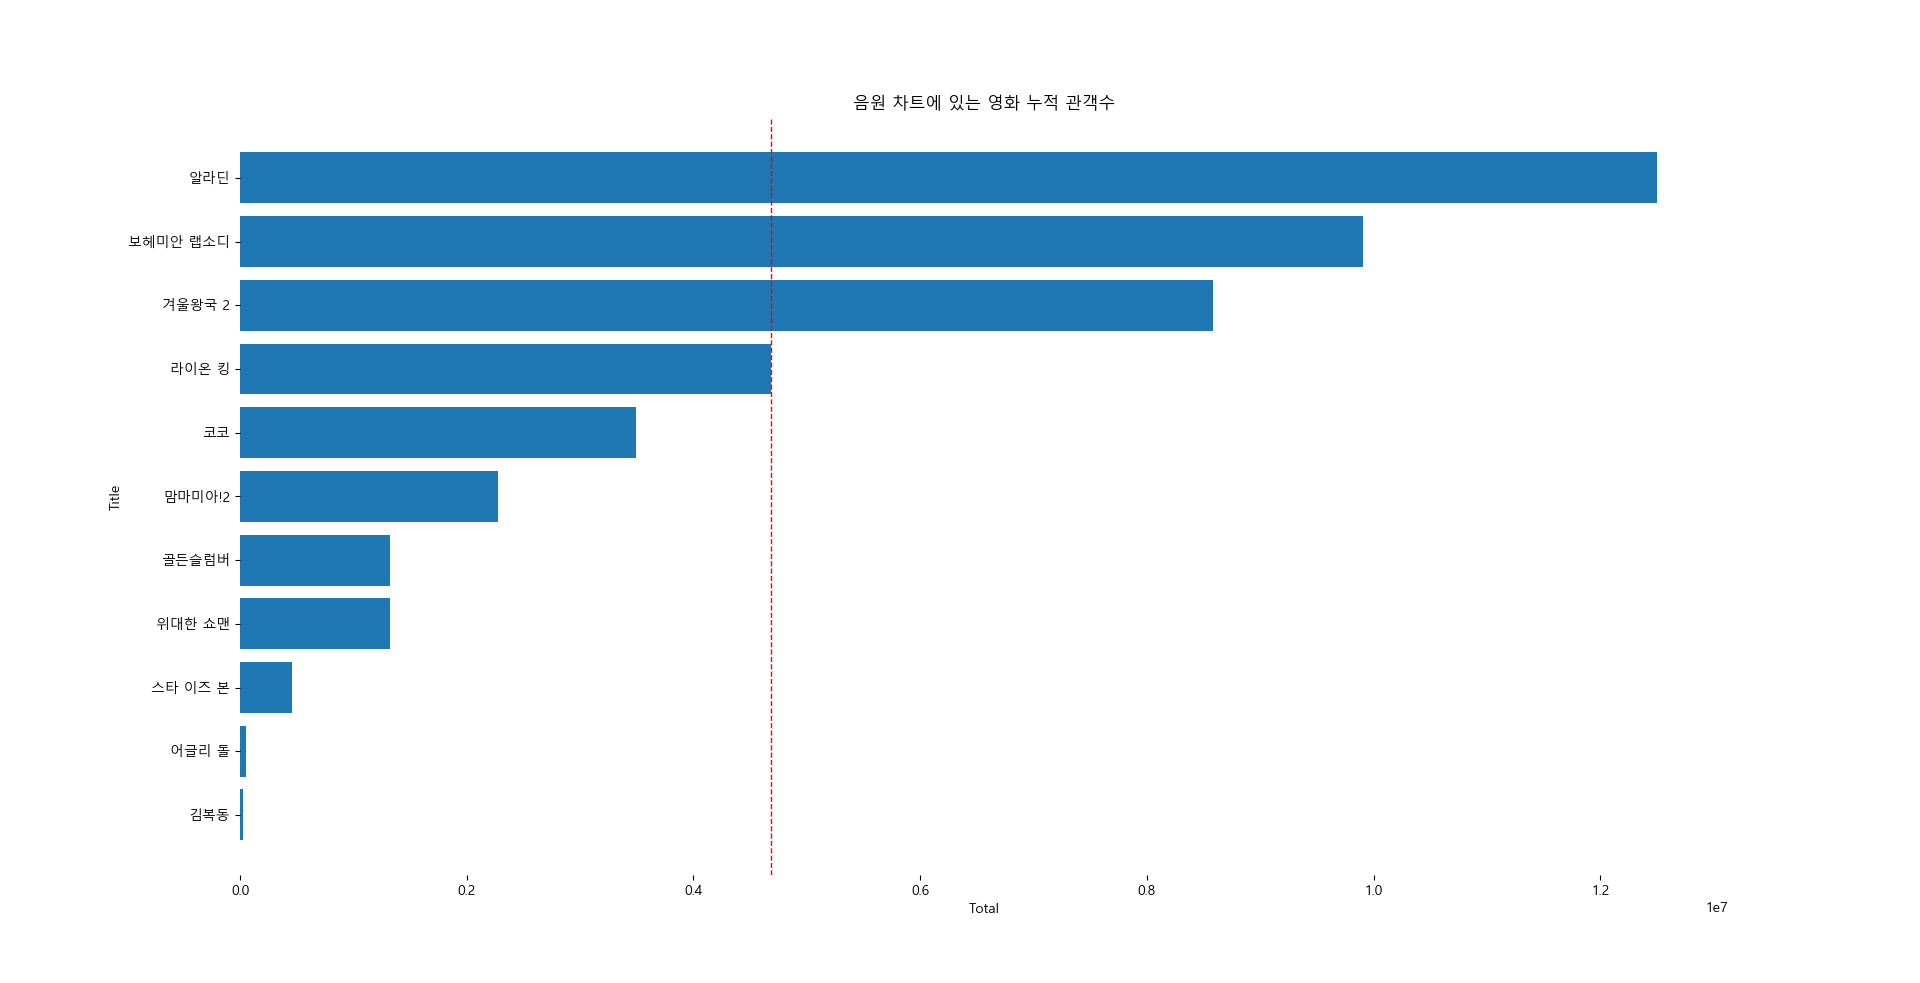 음원 차트에 있는 영화 누적 관객수
알라딘
보헤미안 랩소디
겨울왕국 2
라이온 킹
코코
맘마미아!2
Title
골든슬럼버
위대한 쇼맨
스타 이즈 본
어글리 돌
김복동
0.0 0.2 0.4 0.6 0.8 1.0 1.2
Total
1e7